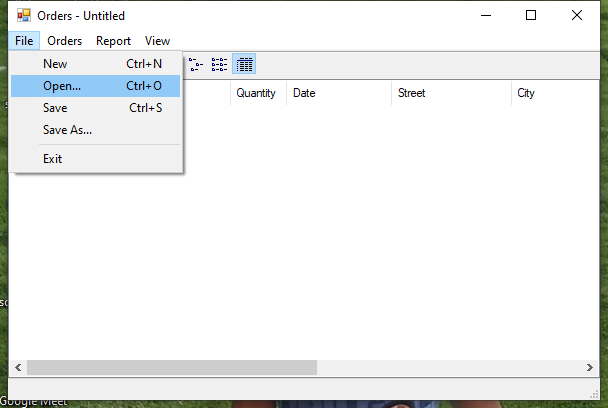 Orders - Untitled
File Orders Report View
New Ctrl+N
Open... Ctrl+O
Save Ctrl+S
Save As...
Exit
Quantity Date Street City
Google Meet